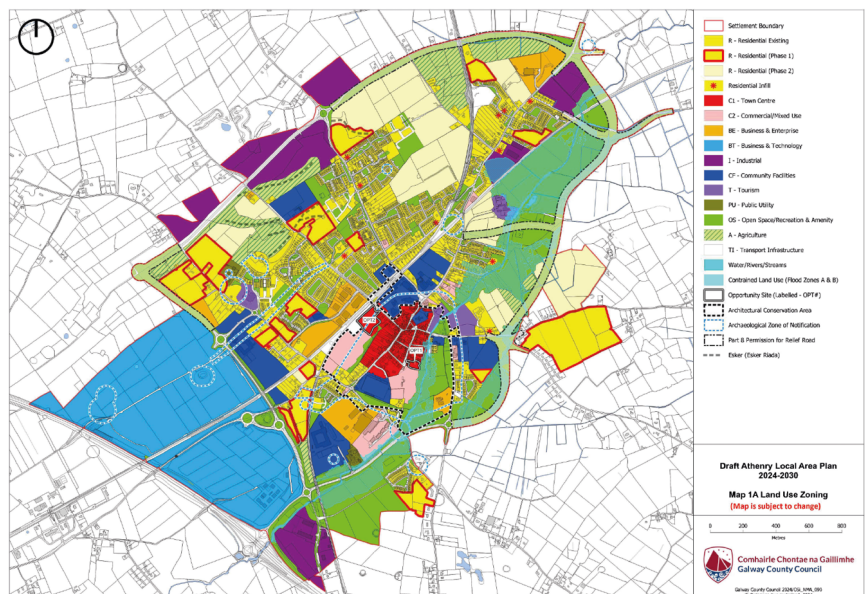 Settlement Boundary
R - Residential Existing
R - Residential (Phase 1)
R - Residential (Phase 2)
Residential Infill
C1 - Town Centre
C2 - Commercial/Mixed Use
BE - Business & Enterprise
BT - Business & Technology
I - Industrial
CF - Community Facilities
T - Tourism
PU - Public Utility
OS - Open Space/Recreation & Amenity
A - Agriculture
TI - Transport Infrastructure
Water/Rivers/Streams
Contrained Land Use (Flood Zones A & B)
Opportunity Site (Labelled - OPT#)
Architectural Conservation Area
Archaeological Zone of Notification
Part 8 Permission for Relief Road
Esker (Esker Riada)
OPT2
OPT1
Draft Athenry Local Area Plan
2024-2030
Map 1A Land Use Zoning
(Map is subject to change)
0 200 400 600 800
Metres
Comhairle Chontae na Gaillimhe
Galway County Council
Galway County Council